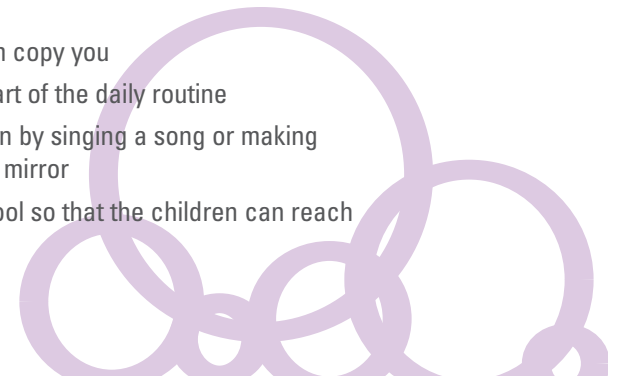 copy you
art of the daily routine
n by singing a song or making
mirror
ool so that the children can reach